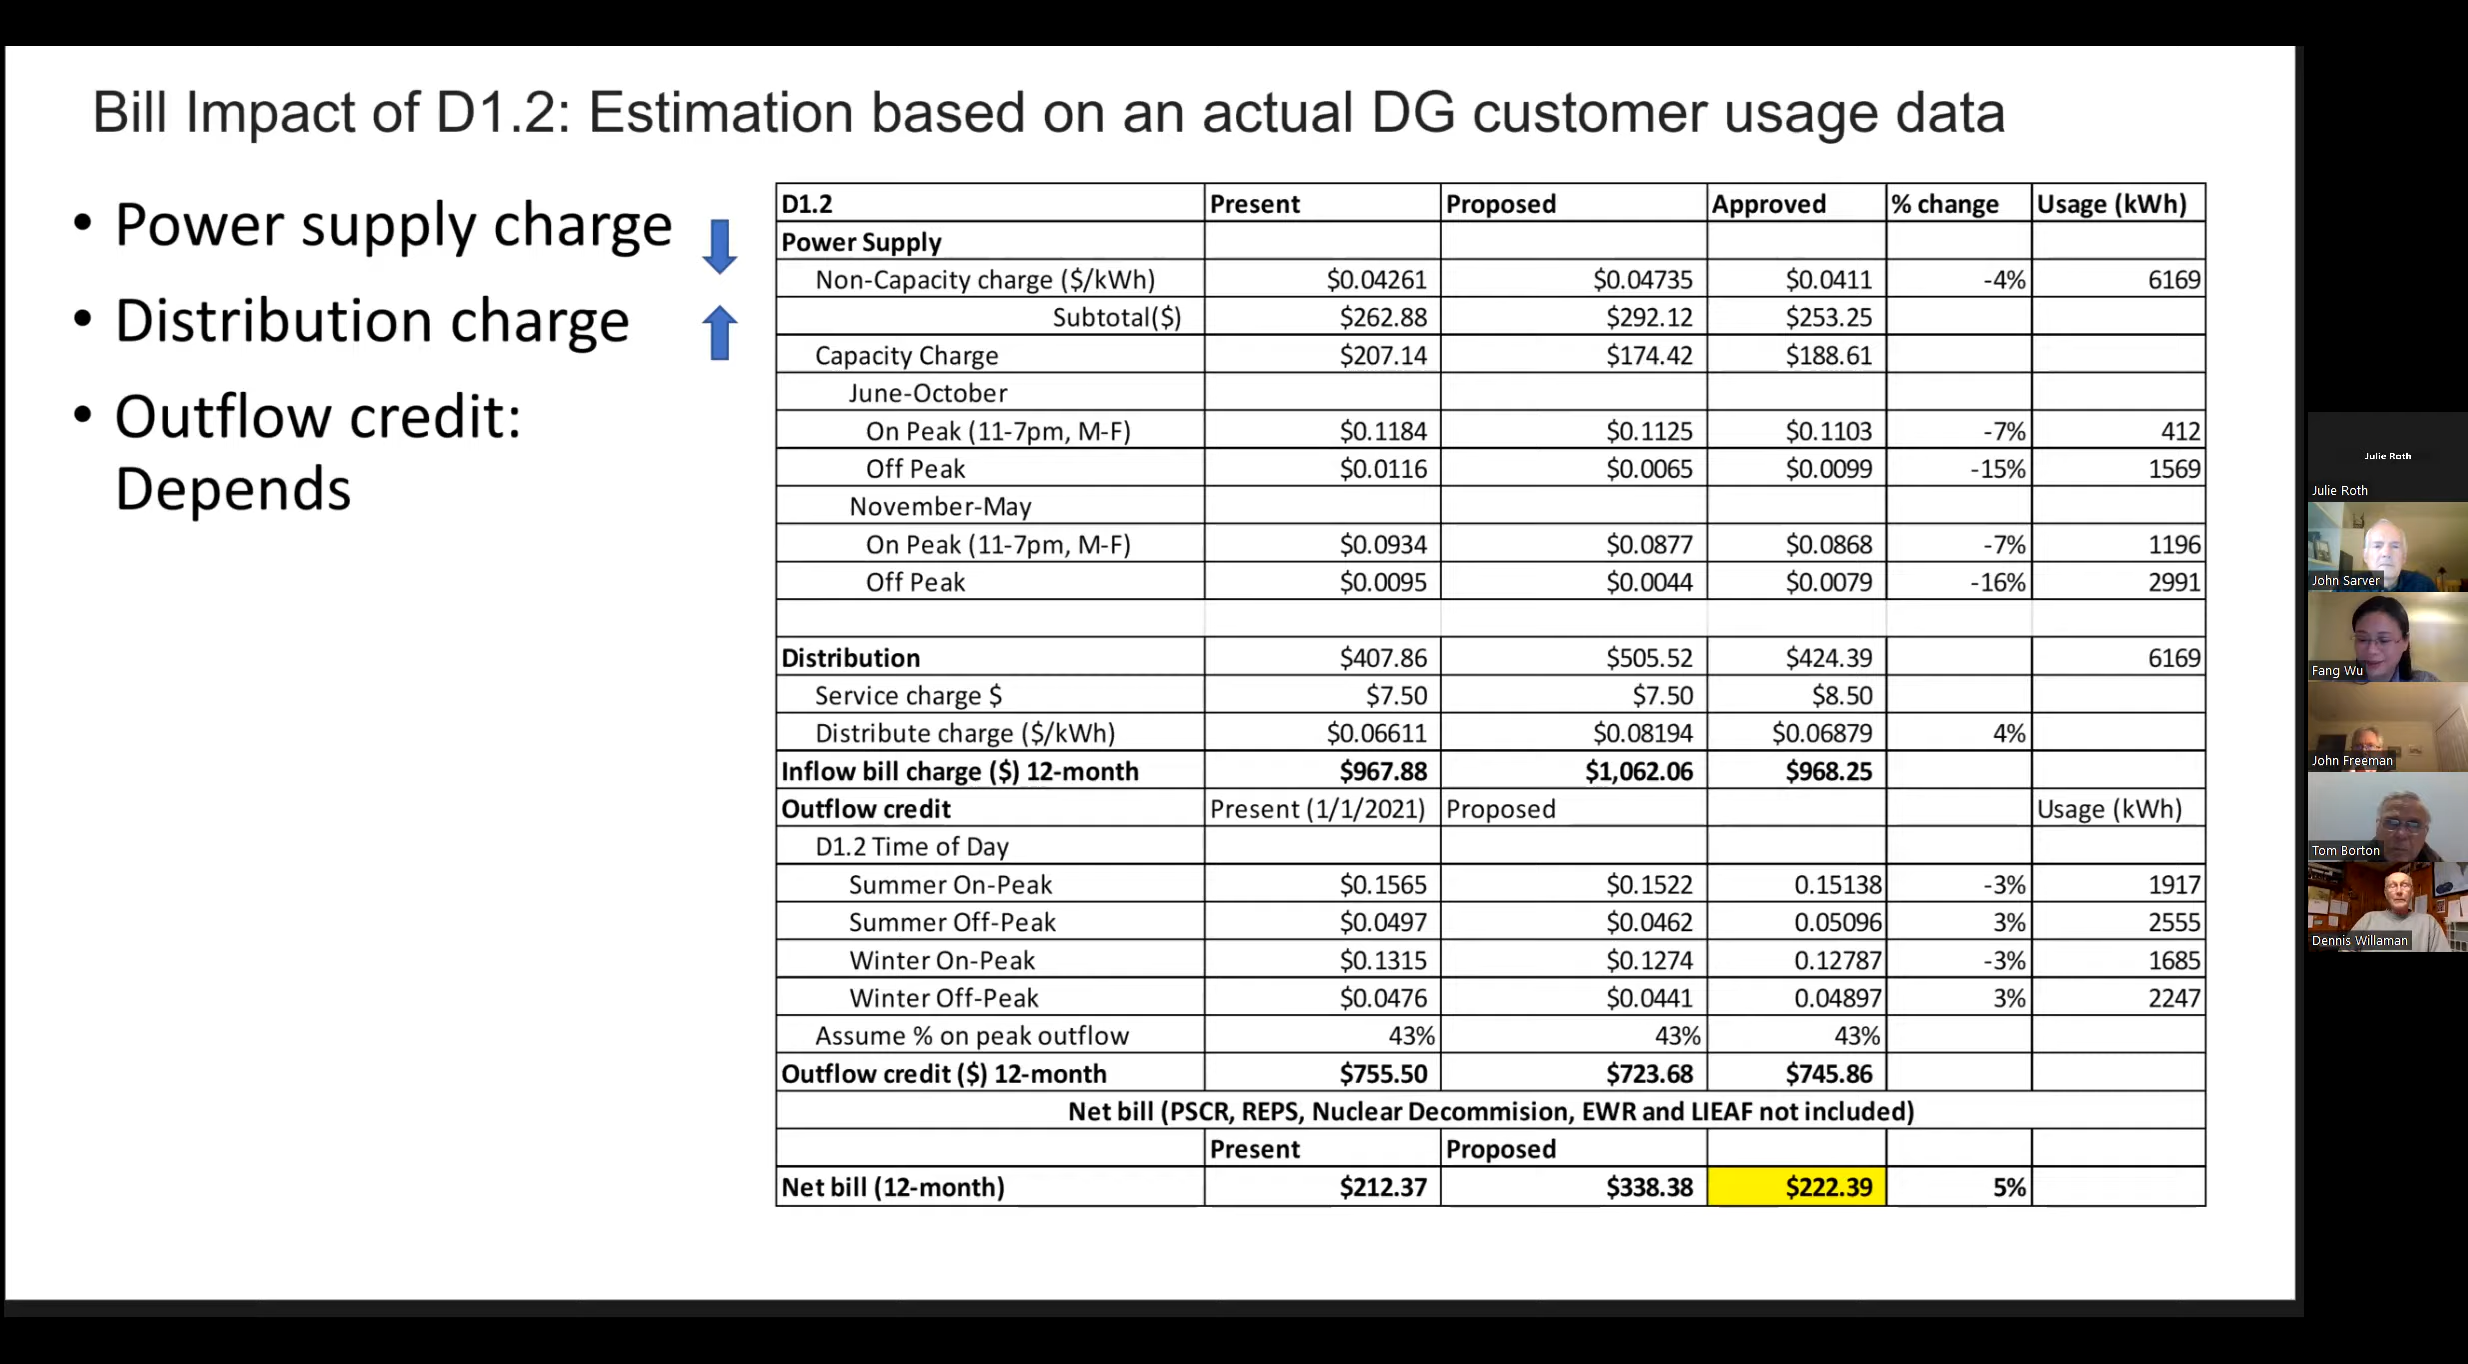 Bill Impact of D1.2: Estimation based on an actual DG customer usage data
• Power supply charge
• Distribution charge
• Outflow credit:
Depends
D1.2 Present Proposed Approved % change Usage (kWh)
Power Supply
Non-Capacity charge ($/kWh) $0.04261 $0.04735 $0.0411 -4% 6169
Subtotal($) $262.88 $292.12 $253.25
Capacity Charge $207.14 $174.42 $188.61
June-October
On Peak (11-7pm, M-F) $0.1184 $0.1125 $0.1103 -7% 412
Off Peak $0.0116 $0.0065 $0.0099 -15% 1569
November-May
On Peak (11-7pm, M-F) $0.0934 $0.0877 $0.0868 -7% 1196
Off Peak $0.0095 $0.0044 $0.0079 -16% 2991
Distribution $407.86 $505.52 $424.39 6169
Service charge $ $7.50 $7.50 $8.50
Distribute charge ($/kWh) $0.06611 $0.08194 $0.06879 4%
Inflow bill charge ($) 12-month $967.88 $1,062.06 $968.25
Outflow credit Present (1/1/2021) Proposed Usage (kWh)
D1.2 Time of Day
Summer On-Peak $0.1565 $0.1522 0.15138 -3% 1917
Summer Off-Peak $0.0497 $0.0462 0.05096 3% 2555
Winter On-Peak $0.1315 $0.1274 0.12787 -3% 1685
Winter Off-Peak $0.0476 $0.0441 0.04897 3% 2247
Assume % on peak outflow 43% 43% 43%
Outflow credit ($) 12-month $755.50 $723.68 $745.86
Net bill (PSCR, REPS, Nuclear Decommision, EWR and LIEAF not included)
Present Proposed
Net bill (12-month) $212.37 $338.38 $222.39 5%
Julie Roth
Julie Roth
John Sarver
Fang Wu
John Freeman
Tom Borton
Dennis Willaman